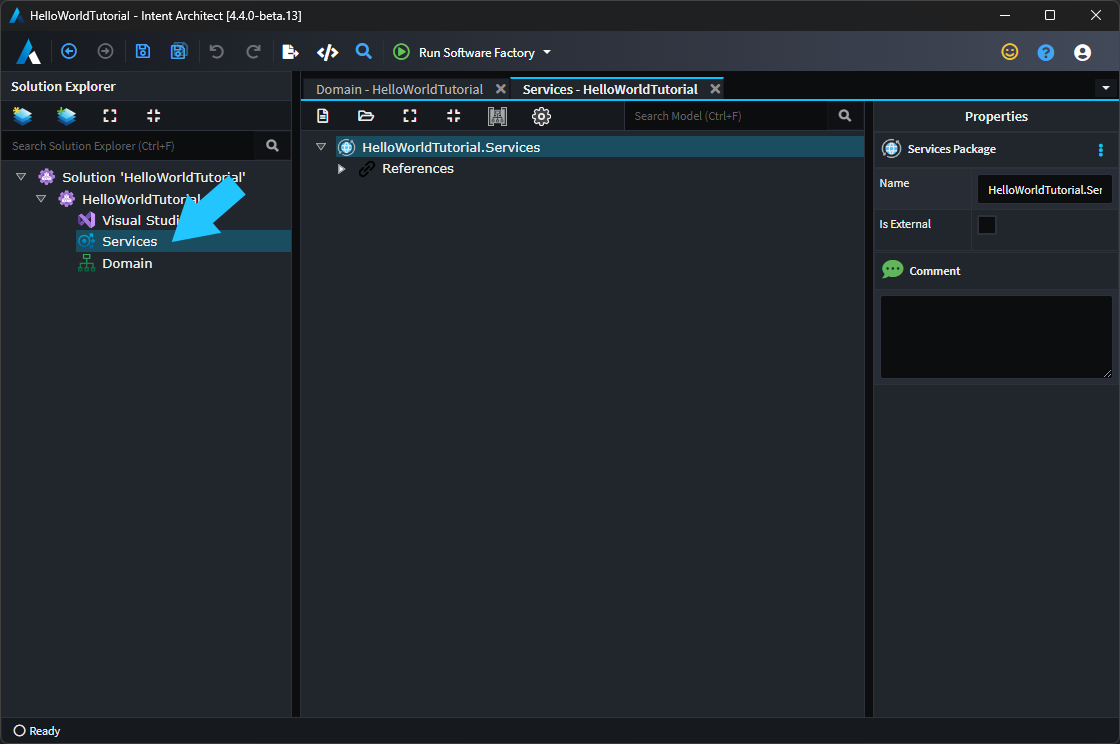 HelloWorldTutorial - Intent Architect [4.4.0-beta.13]
Run Software Factory
Solution Explorer
Search Solution Explorer (Ctrl+F)
Solution 'HelloWorldTutorial'
HelloWorldTutorial
Visual Studi
Services
Domain
Domain - HelloWorldTutorial
Services - HelloWorldTutorial
Search Model (Ctrl+F)
HelloWorldTutorial.Services
References
Properties
Services Package
Name
HelloWorldTutorial.Ser
Is External
Comment
Ready